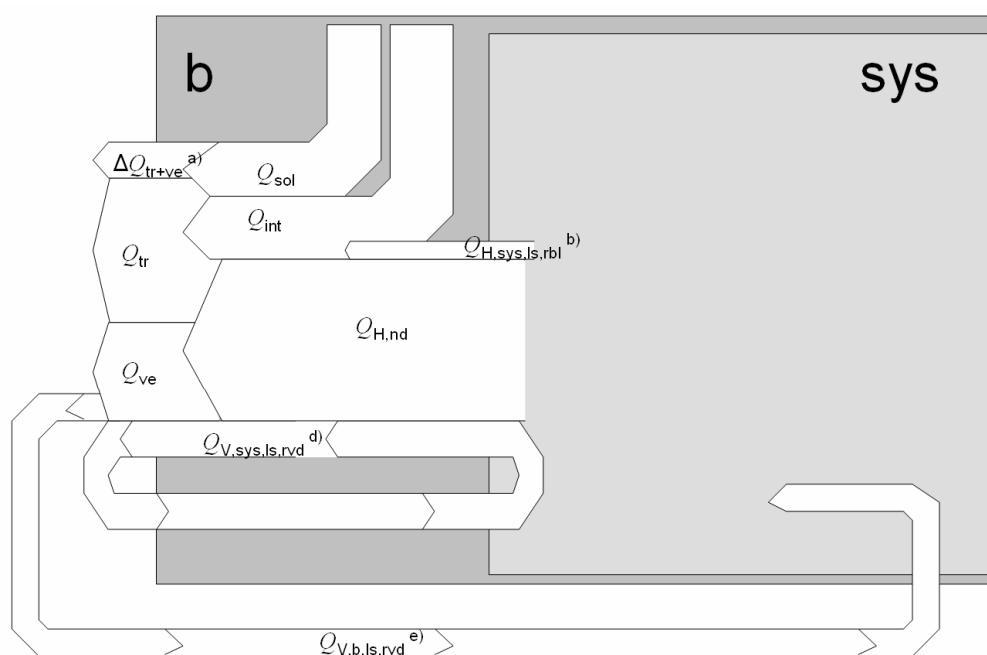 b
sys
ΔQtr+ve a)
Qsol
Qint
QH,sys,ls,rbl b)
Qtr
QH,nd
Qve
QV,sys,ls,rvd d)
QV,b,ls,rvd e)